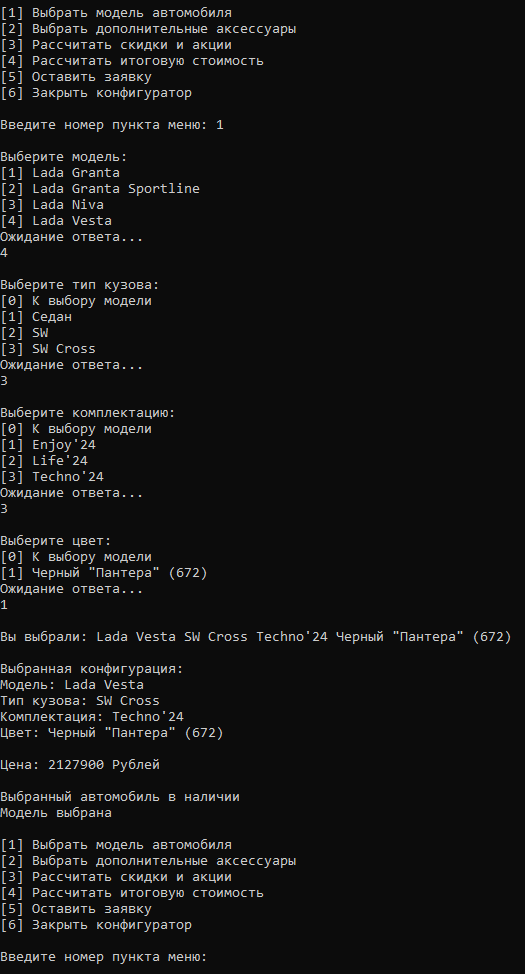 [1] Выбрать модель автомобиля
[2] Выбрать дополнительные аксессуары
[3] Рассчитать скидки и акции
[4] Рассчитать итоговую стоимость
[5] Оставить заявку
[6] Закрыть конфигуратор
Введите номер пункта меню: 1
Выберите модель:
[1] Lada Granta
[2] Lada Granta Sportline
[3] Lada Niva
[4] Lada Vesta
Ожидание ответа...
4
Выберите тип кузова:
[0] К выбору модели
[1] Седан
[2] SW
[3] SW Cross
Ожидание ответа...
3
Выберите комплектацию:
[0] К выбору модели
[1] Enjoy'24
[2] Life'24
[3] Techno'24
Ожидание ответа...
3
Выберите цвет:
[0] К выбору модели
[1] Черный "Пантера" (672)
Ожидание ответа...
1
Вы выбрали: Lada Vesta SW Cross Techno'24 Черный "Пантера" (672)
Выбранная конфигурация:
Модель: Lada Vesta
Тип кузова: SW Cross
Комплектация: Techno'24
Цвет: Черный "Пантера" (672)
Цена: 2127900 Рублей
Выбранный автомобиль в наличии
Модель выбрана
[1] Выбрать модель автомобиля
[2] Выбрать дополнительные аксессуары
[3] Рассчитать скидки и акции
[4] Рассчитать итоговую стоимость
[5] Оставить заявку
[6] Закрыть конфигуратор
Введите номер пункта меню: